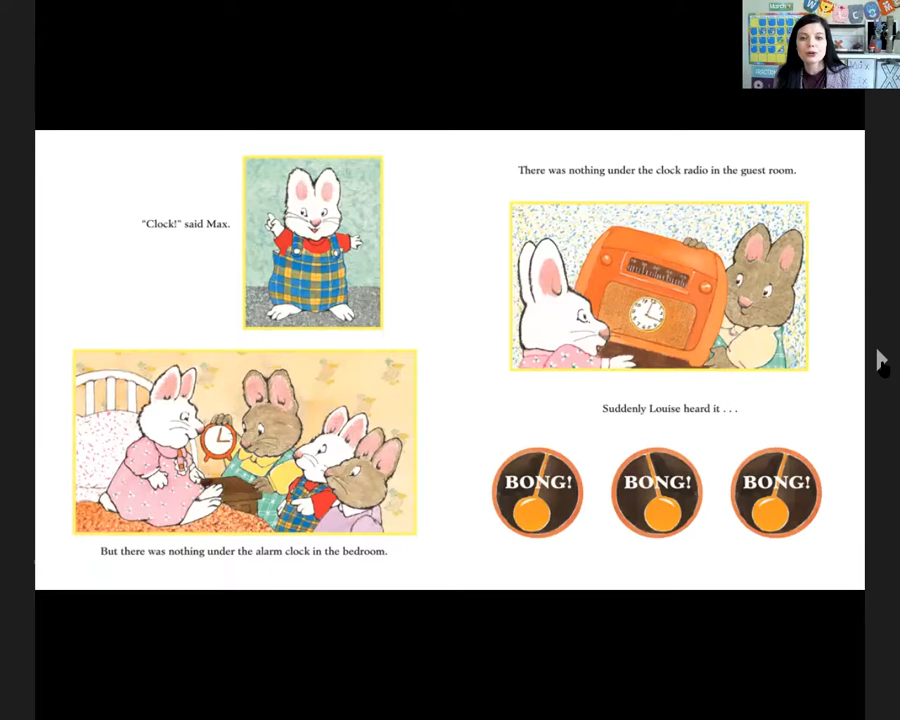 "Clock!" said Max.
But there was nothing under the alarm clock in the bedroom.
There was nothing under the clock radio in the guest room.
Suddenly Louise heard it . . .
BONG!
BONG!
BONG!